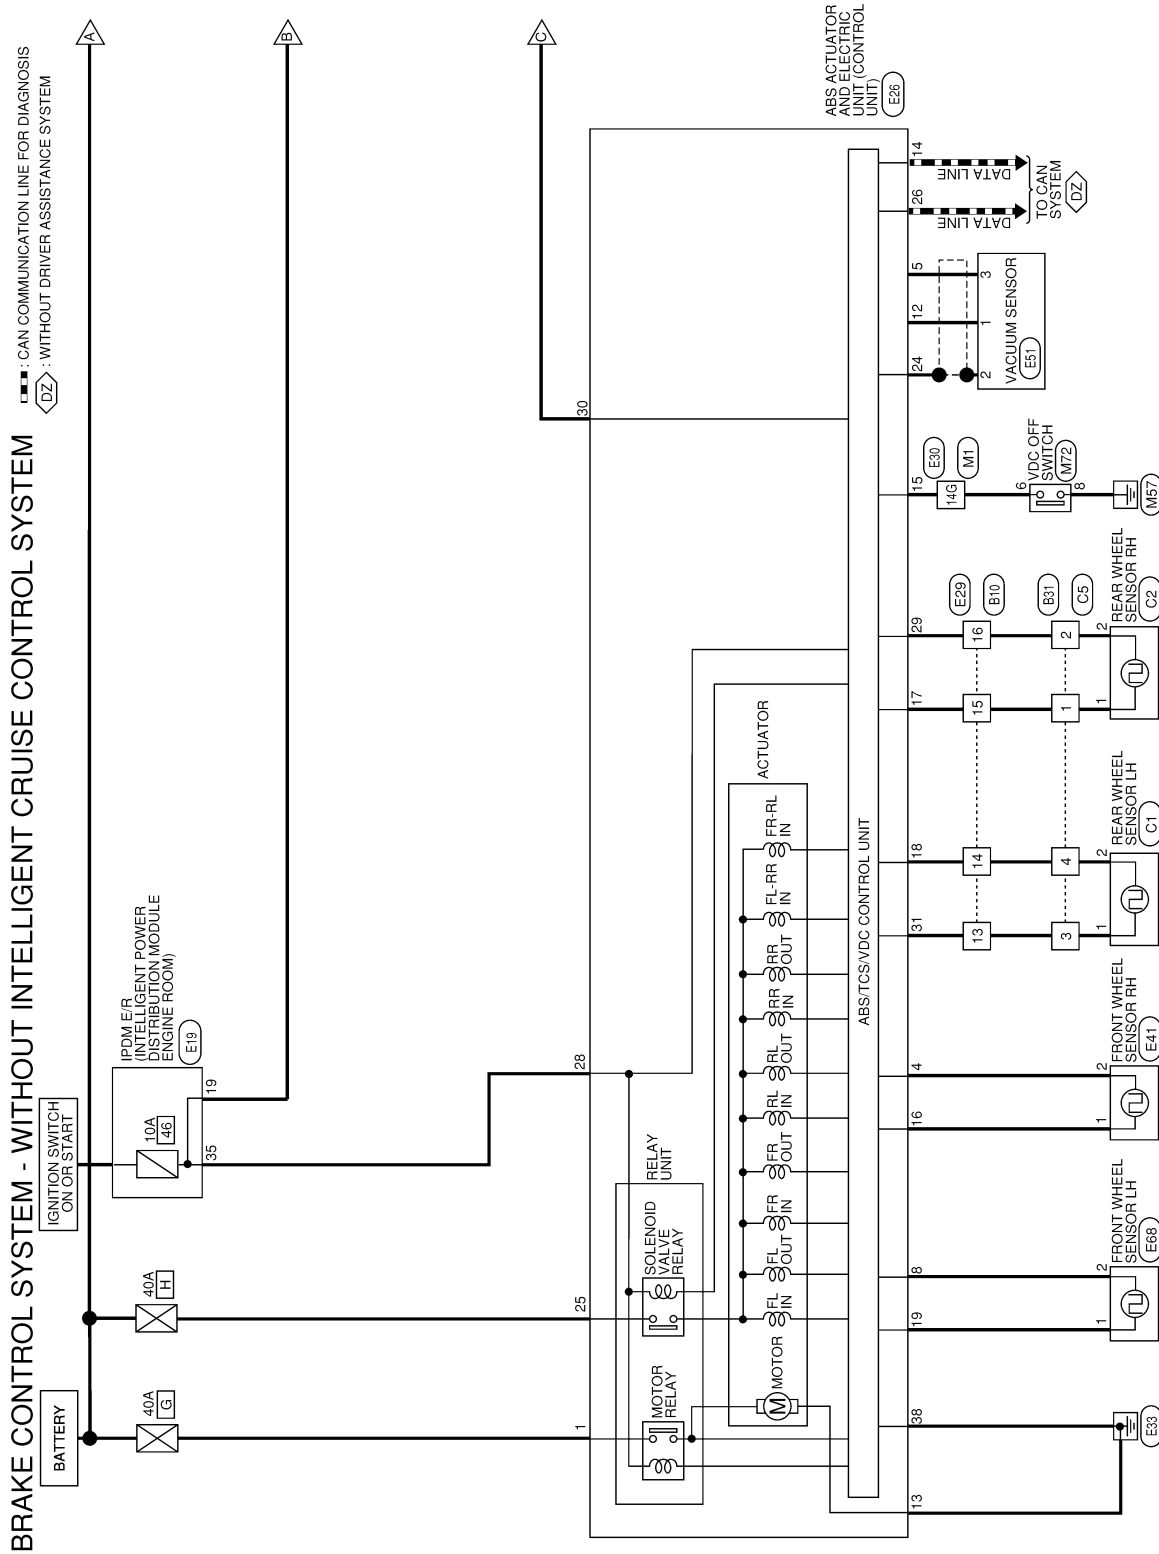 BRAKE CONTROL SYSTEM - WITHOUT INTELLIGENT CRUISE CONTROL SYSTEM
: CAN COMMUNICATION LINE FOR DIAGNOSIS
DZ : WITHOUT DRIVER ASSISTANCE SYSTEM
BATTERY
IGNITION SWITCH
ON OR START
A
40A
G
40A
H
10A
46
IPDM E/R
(INTELLIGENT POWER
DISTRIBUTION MODULE
ENGINE ROOM)
E19
35
19
B
C
1
25
28
30
ABS ACTUATOR
AND ELECTRIC
UNIT (CONTROL
UNIT)
E26
MOTOR
RELAY
SOLENOID
VALVE
RELAY
RELAY
UNIT
M
MOTOR
FL
IN
FL
OUT
FR
IN
FR
OUT
RL
IN
RL
OUT
RR
IN
RR
OUT
FL-RR
IN
FR-RL
IN
ACTUATOR
ABS/TCS/VDC CONTROL UNIT
13
38
19
8
16
4
31
18
17
29
15
24
12
5
26
14
E33
1
2
FRONT WHEEL
SENSOR LH
E68
1
2
FRONT WHEEL
SENSOR RH
E41
13
14
15
16
E29
B10
3
4
1
2
B31
C5
1
2
REAR WHEEL
SENSOR LH
C1
1
2
REAR WHEEL
SENSOR RH
C2
14G
E30
M1
6
8
VDC OFF
SWITCH
M72
M57
2
1
3
VACUUM SENSOR
E51
DATA LINE
DATA LINE
TO CAN
SYSTEM
DZ